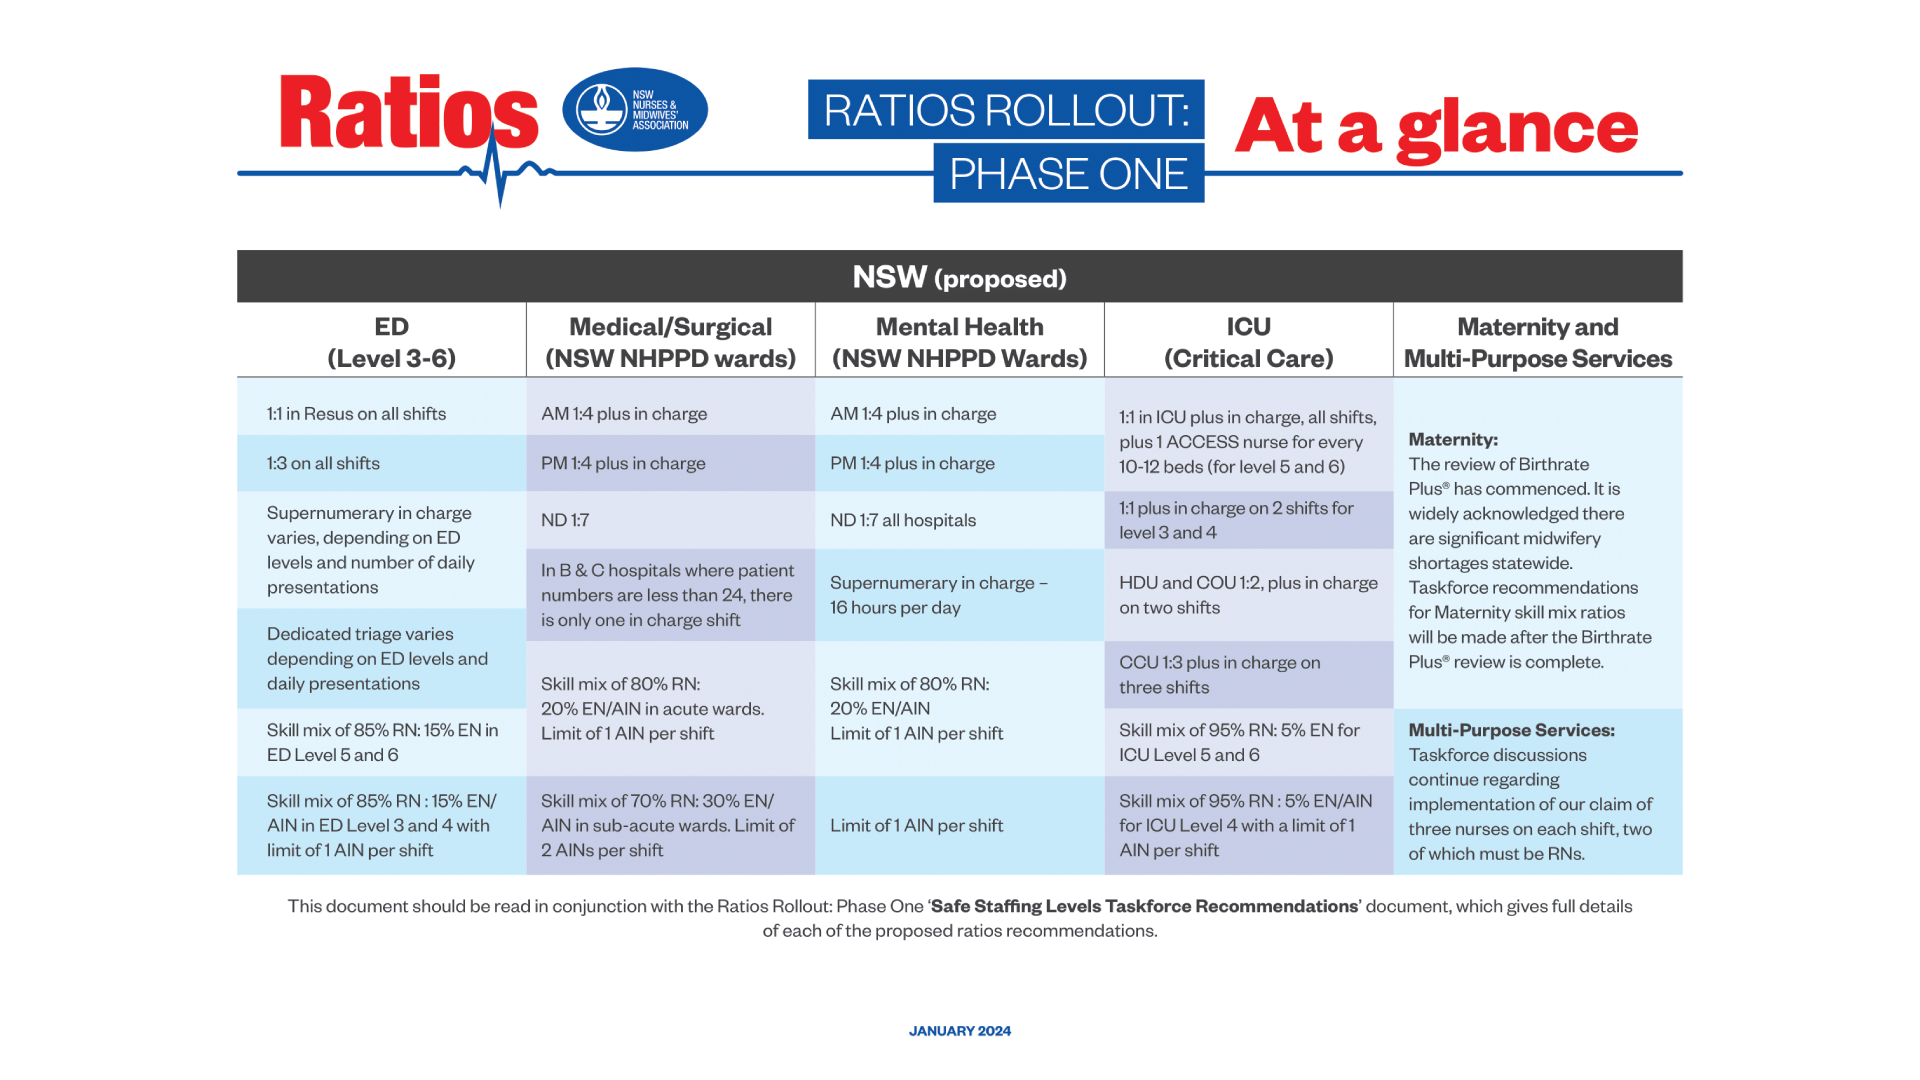 Ratios
NSW
NURSES &
MIDWIVES'
ASSOCIATION
RATIOS ROLLOUT:
PHASE ONE
At a glance
NSW (proposed)
ED
(Level 3-6)
Medical/Surgical
(NSW NHPPD wards)
Mental Health
(NSW NHPPD Wards)
ICU
(Critical Care)
Maternity and
Multi-Purpose Services
1:1 in Resus on all shifts
1:3 on all shifts
Supernumerary in charge
varies, depending on ED
levels and number of daily
presentations
Dedicated triage varies
depending on ED levels and
daily presentations
Skill mix of 85% RN: 15% EN in
ED Level 5 and 6
Skill mix of 85% RN : 15% EN/
AIN in ED Level 3 and 4 with
limit of 1 AIN per shift
AM 1:4 plus in charge
PM 1:4 plus in charge
ND 1:7
In B & C hospitals where patient
numbers are less than 24, there
is only one in charge shift
Skill mix of 80% RN:
20% EN/AIN in acute wards.
Limit of 1 AIN per shift
Skill mix of 70% RN: 30% EN/
AIN in sub-acute wards. Limit of
2 AINs per shift
AM 1:4 plus in charge
PM 1:4 plus in charge
ND 1:7 all hospitals
Supernumerary in charge –
16 hours per day
Skill mix of 80% RN:
20% EN/AIN
Limit of 1 AIN per shift
Limit of 1 AIN per shift
1:1 in ICU plus in charge, all shifts,
plus 1 ACCESS nurse for every
10-12 beds (for level 5 and 6)
1:1 plus in charge on 2 shifts for
level 3 and 4
HDU and COU 1:2, plus in charge
on two shifts
CCU 1:3 plus in charge on
three shifts
Skill mix of 95% RN: 5% EN for
ICU Level 5 and 6
Skill mix of 95% RN : 5% EN/AIN
for ICU Level 4 with a limit of 1
AIN per shift
Maternity:
The review of Birthrate
Plus® has commenced. It is
widely acknowledged there
are significant midwifery
shortages statewide.
Taskforce recommendations
for Maternity skill mix ratios
will be made after the Birthrate
Plus® review is complete.
Multi-Purpose Services:
Taskforce discussions
continue regarding
implementation of our claim of
three nurses on each shift, two
of which must be RNs.
This document should be read in conjunction with the Ratios Rollout: Phase One ‘Safe Staffing Levels Taskforce Recommendations’ document, which gives full details
of each of the proposed ratios recommendations.
JANUARY 2024